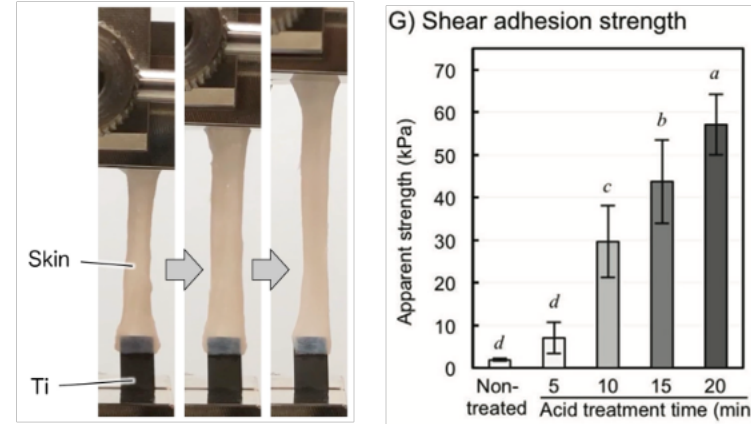 Skin
Ti
G) Shear adhesion strength
Apparent strength (kPa)
70
60
50
40
30
20
10
0
d
d
c
b
a
Non-
treated
5 10 15 20
Acid treatment time (min